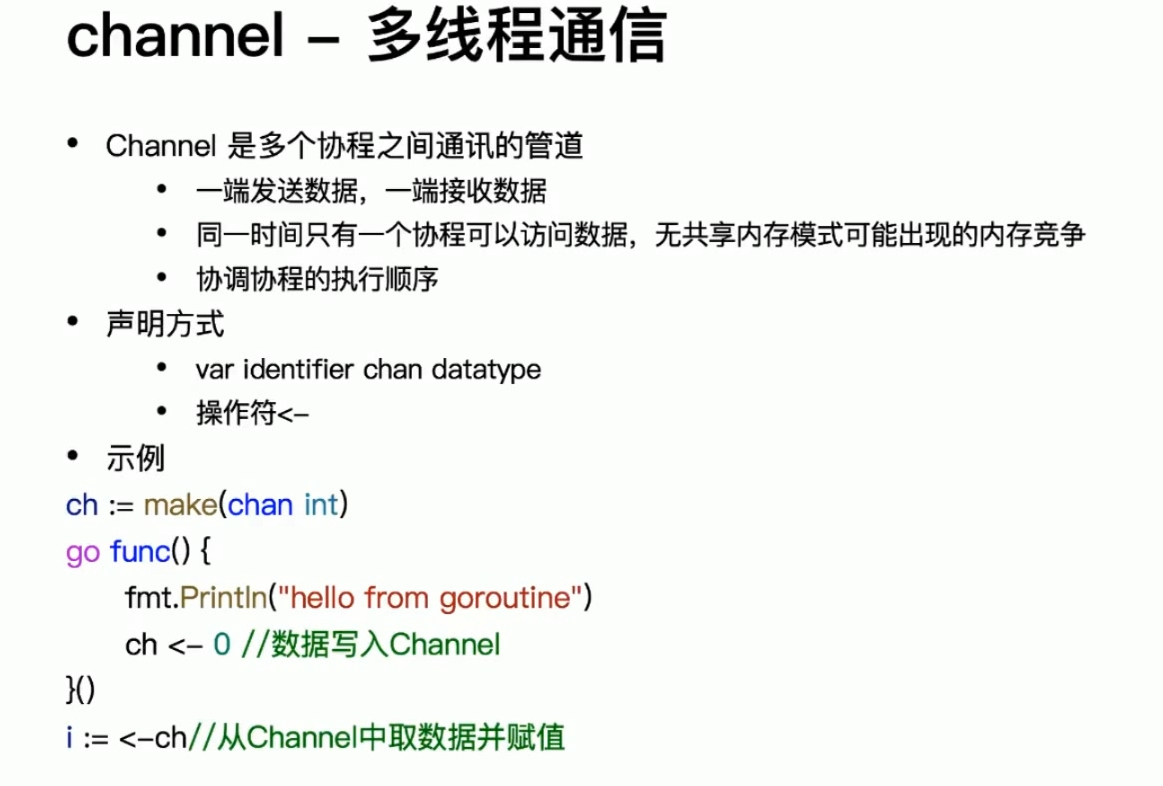 channel – 多线程通信
• Channel 是多个协程之间通讯的管道
• 一端发送数据，一端接收数据
• 同一时间只有一个协程可以访问数据，无共享内存模式可能出现的内存竞争
• 协调协程的执行顺序
• 声明方式
• var identifier chan datatype
• 操作符<-
• 示例
ch := make(chan int)
go func() {
fmt.Println("hello from goroutine")
ch <- 0 //数据写入Channel
}()
i := <-ch//从Channel中取数据并赋值